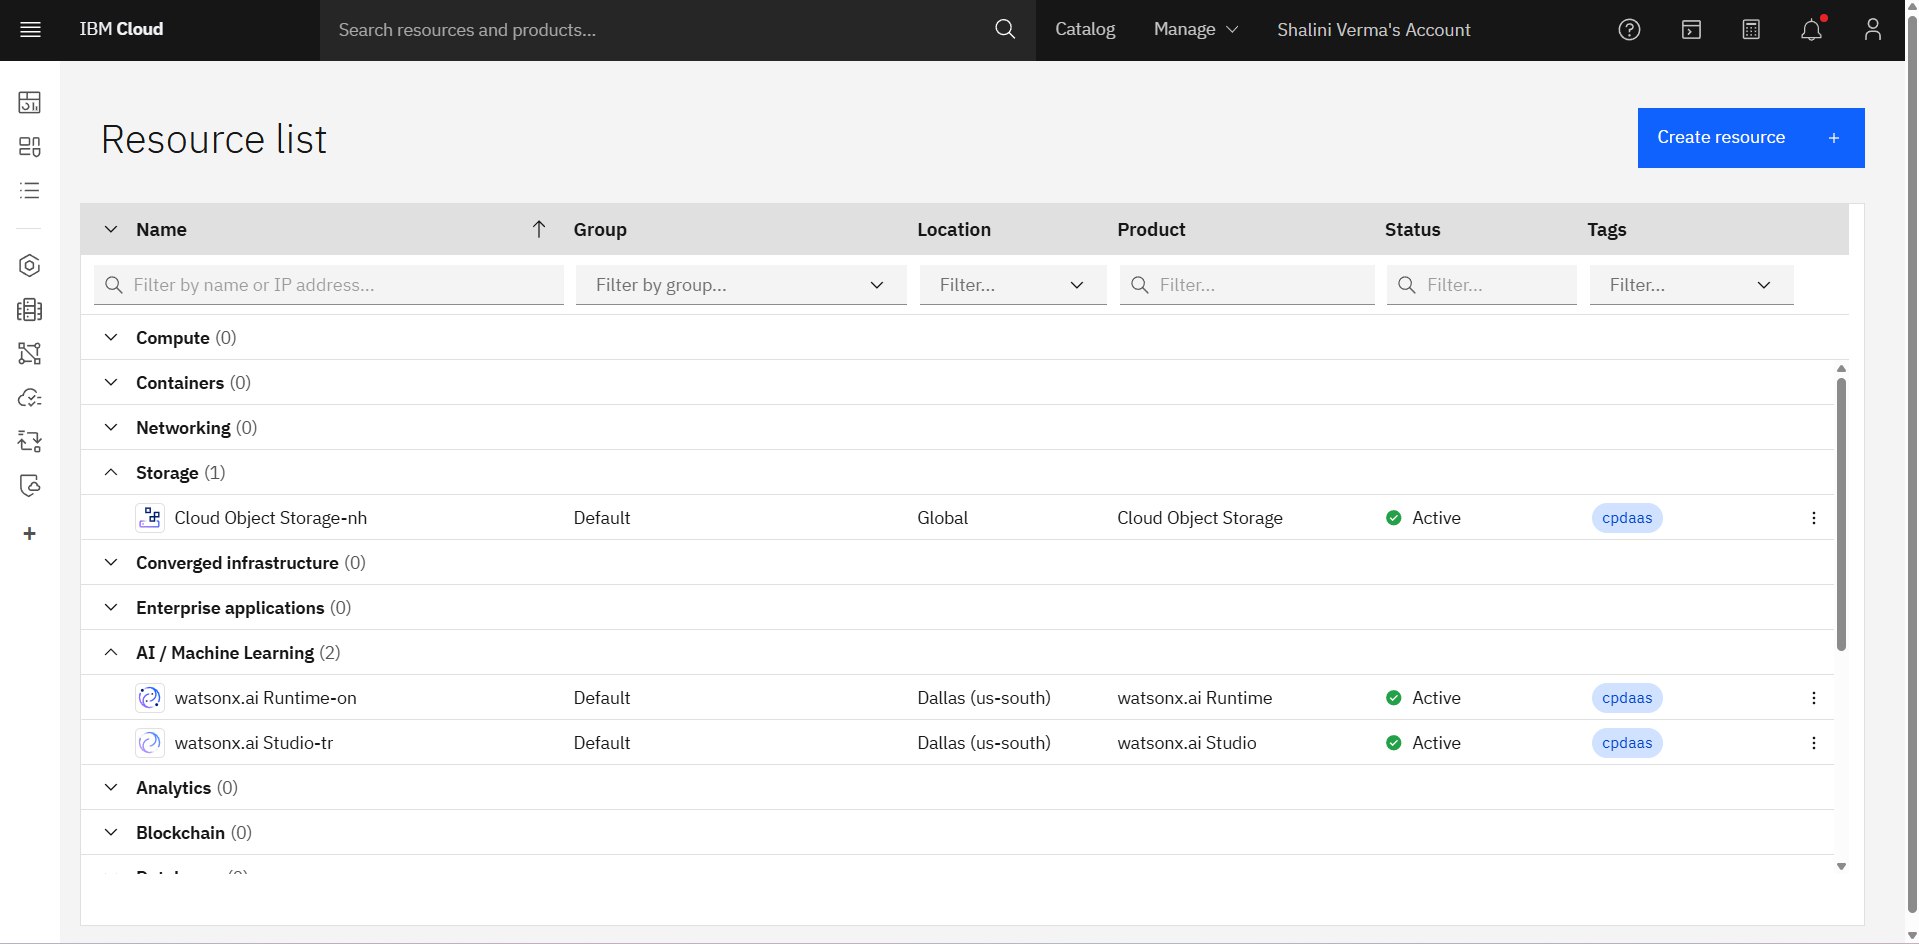 IBM Cloud
Search resources and products...
Catalog
Manage
Shalini Verma's Account
Resource list
Create resource +
Name Group Location Product Status Tags
Filter by name or IP address... Filter by group... Filter... Filter... Filter... Filter...
Compute (0)
Containers (0)
Networking (0)
Storage (1)
Cloud Object Storage-nh Default Global Cloud Object Storage Active cpdaas
Converged infrastructure (0)
Enterprise applications (0)
AI / Machine Learning (2)
watsonx.ai Runtime-on Default Dallas (us-south) watsonx.ai Runtime Active cpdaas
watsonx.ai Studio-tr Default Dallas (us-south) watsonx.ai Studio Active cpdaas
Analytics (0)
Blockchain (0)